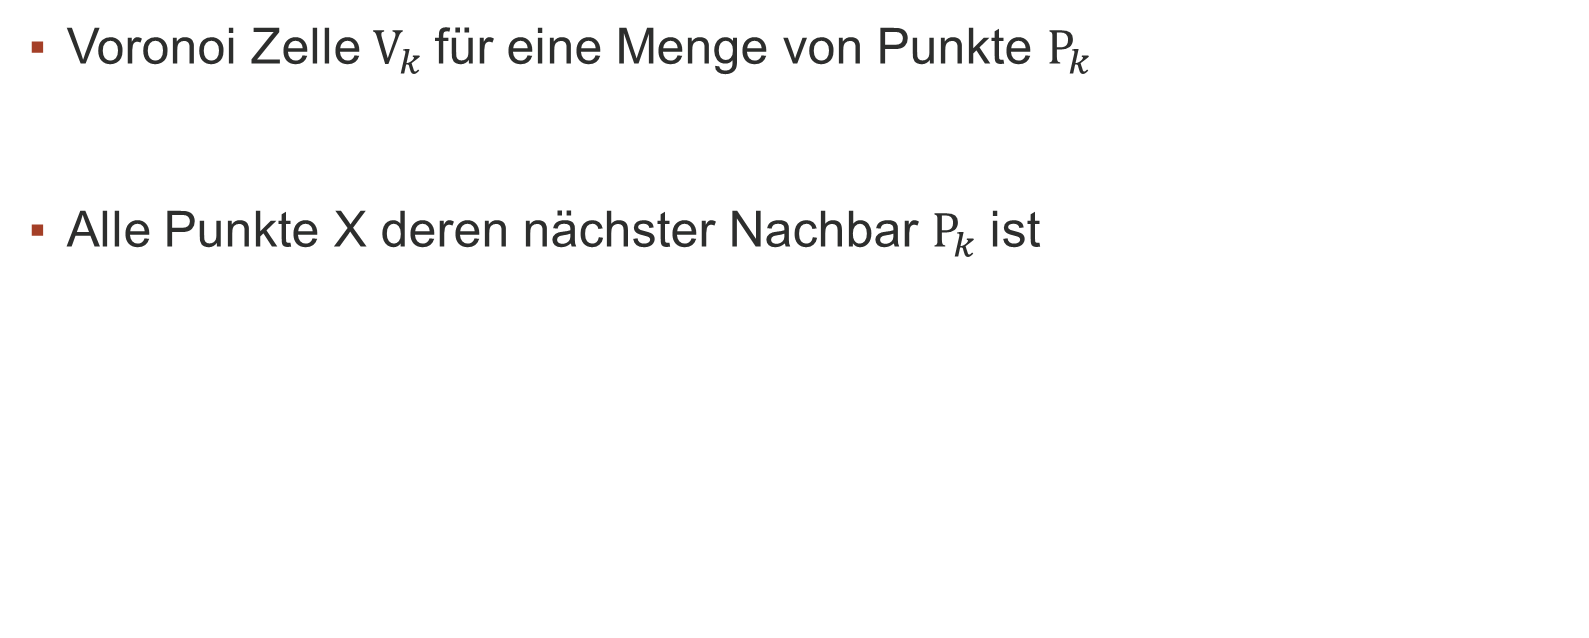 ▪ Voronoi Zelle V𝑘 für eine Menge von Punkte P𝑘
▪ Alle Punkte X deren nächster Nachbar P𝑘 ist